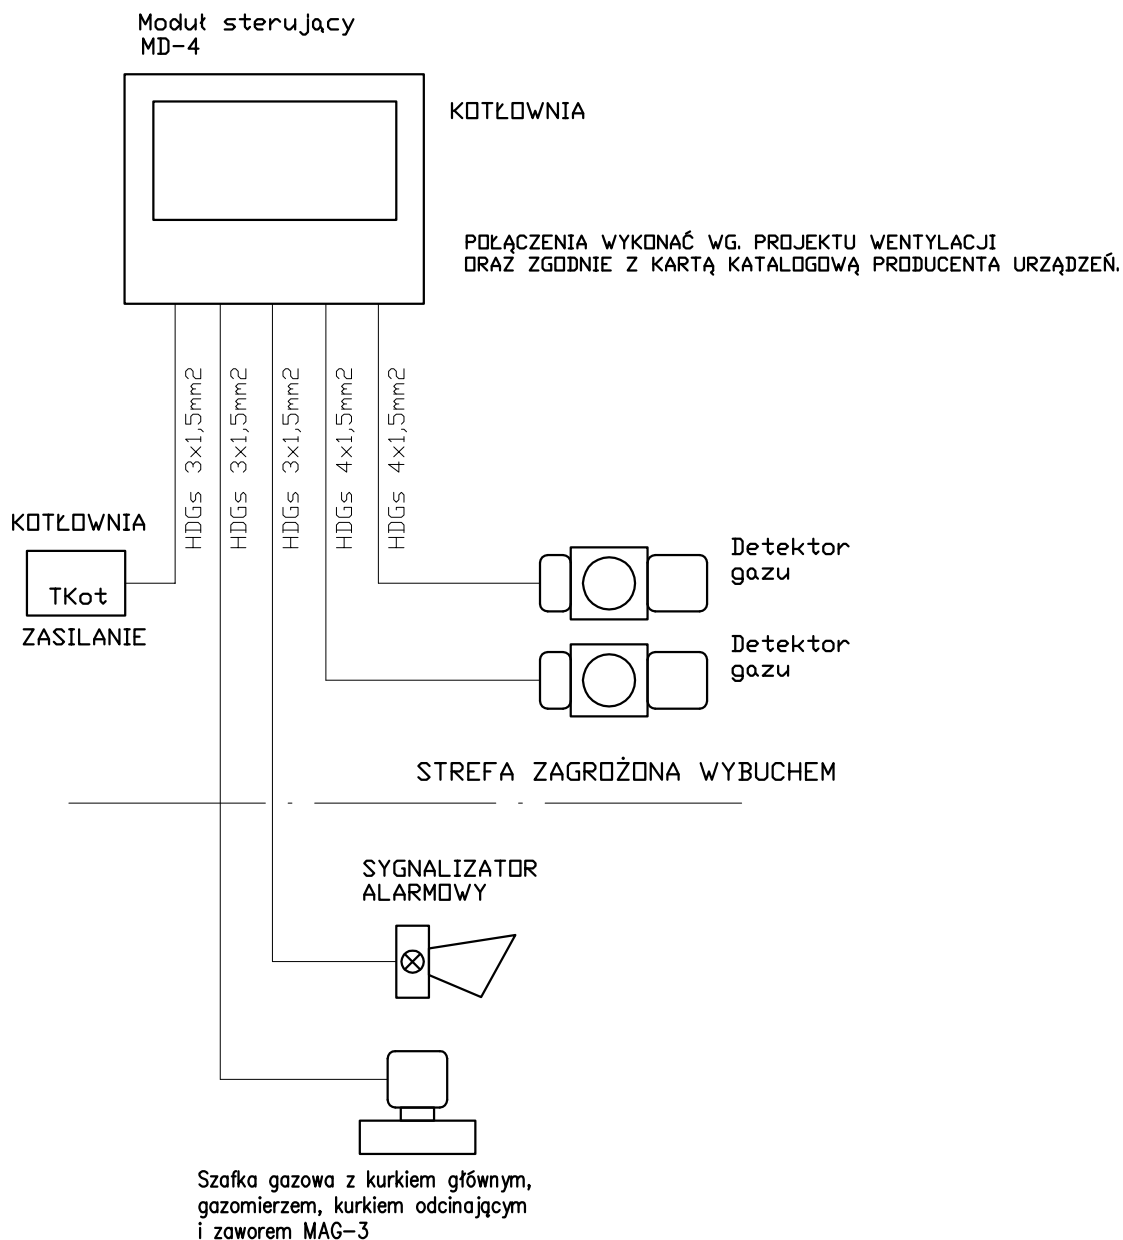 Moduł sterujący
MD-4
KOTŁOWNIA
POŁĄCZENIA WYKONAĆ WG. PROJEKTU WENTYLACJI
ORAZ ZGODNIE Z KARTĄ KATALOGOWĄ PRODUCENTA URZĄDZEŃ.
HDGs 3x1,5mm2
HDGs 3x1,5mm2
HDGs 3x1,5mm2
HDGs 4x1,5mm2
HDGs 4x1,5mm2
KOTŁOWNIA
TKot
ZASILANIE
Detektor
gazu
Detektor
gazu
STREFA ZAGROŻONA WYBUCHEM
SYGNALIZATOR
ALARMOWY
Szafka gazowa z kurkiem głównym,
gazomierzem, kurkiem odcinającym
i zaworem MAG-3